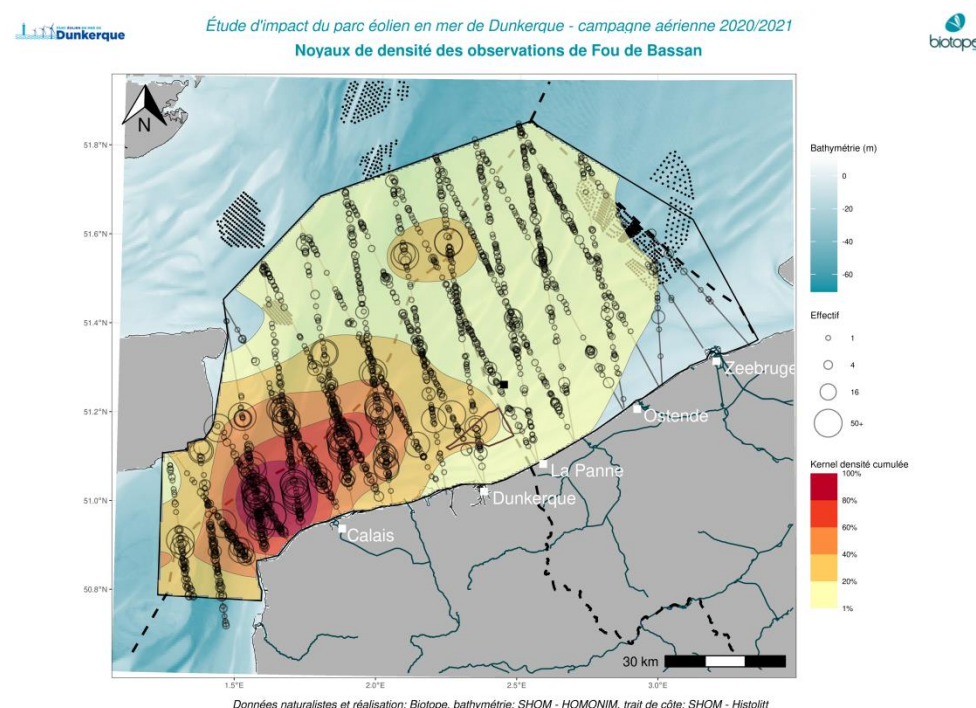 Étude d'impact du parc éolien en mer de Dunkerque - campagne aérienne 2020/2021
Noyaux de densité des observations de Fou de Bassan
Dunkerque
biotope
N
51.8°N
51.6°N
51.4°N
51.2°N
51.0°N
50.8°N
Zeebruge
Ostende
La Panne
Dunkerque
Calais
30 km
1.5°E
2.0°E
2.5°E
3.0°E
Bathymétrie (m)
0
-20
-40
-60
Effectif
1
4
16
50+
Kernel densité cumulée
100%
80%
60%
40%
20%
1%
Données naturalistes et réalisation: Biotope, bathymétrie: SHOM - HOMONIM, trait de côte: SHOM - Histolitt